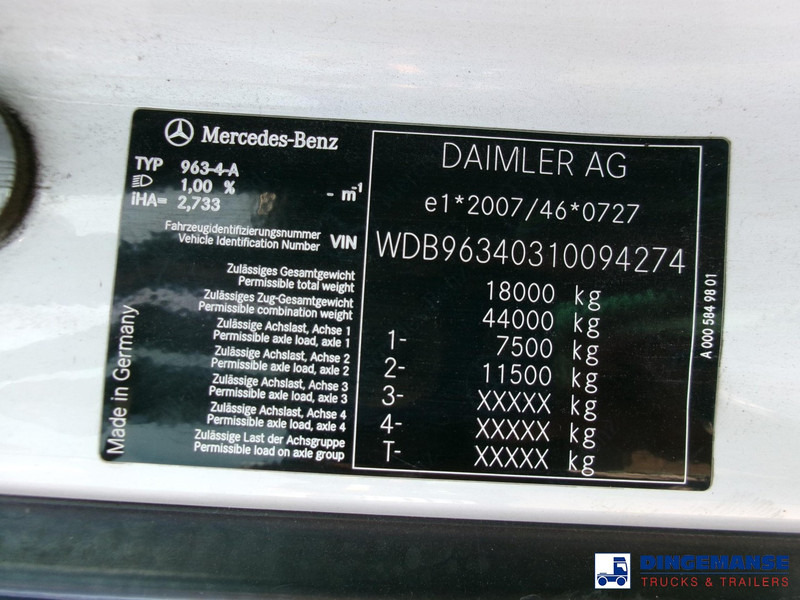 Mercedes-Benz
TYP 963-4-A
1,00 % - m-1
iHA= 2,733
DAIMLER AG
e1*2007/46*0727
Fahrzeugidentifizierungsnummer
Vehicle Identification Number VIN WDB96340310094274
Zulässiges Gesamtgewicht
Permissible total weight 18000 kg
Zulässiges Zug-Gesamtgewicht
Permissible combination weight 44000 kg
Zulässige Achslast, Achse 1
Permissible axle load, axle 1 1- 7500 kg
Zulässige Achslast, Achse 2
Permissible axle load, axle 2 2- 11500 kg
Zulässige Achslast, Achse 3
Permissible axle load, axle 3 3- XXXXX kg
Zulässige Achslast, Achse 4
Permissible axle load, axle 4 4- XXXXX kg
Zulässige Last der Achsgruppe
Permissible load on axle group T- XXXXX kg
Made in Germany
A 000 584 98 01
DINGEMANSE
TRUCKS & TRAILERS